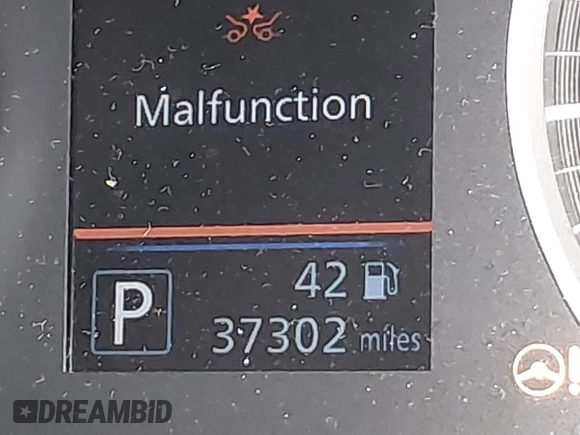 Malfunction
P
42
37302 miles
DREAMBID